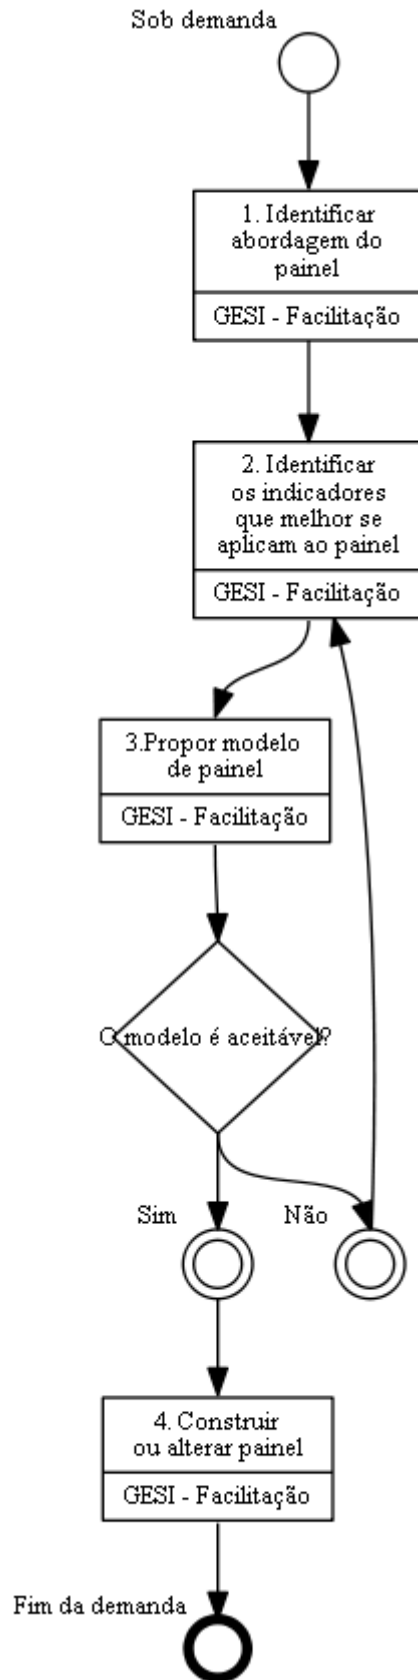 Sob demanda
1. Identificar
abordagem do
painel
GESI - Facilitação
2. Identificar
os indicadores
que melhor se
aplicam ao painel
GESI - Facilitação
3.Propor modelo
de painel
GESI - Facilitação
O modelo é aceitável?
Sim
Não
4. Construir
ou alterar painel
GESI - Facilitação
Fim da demanda